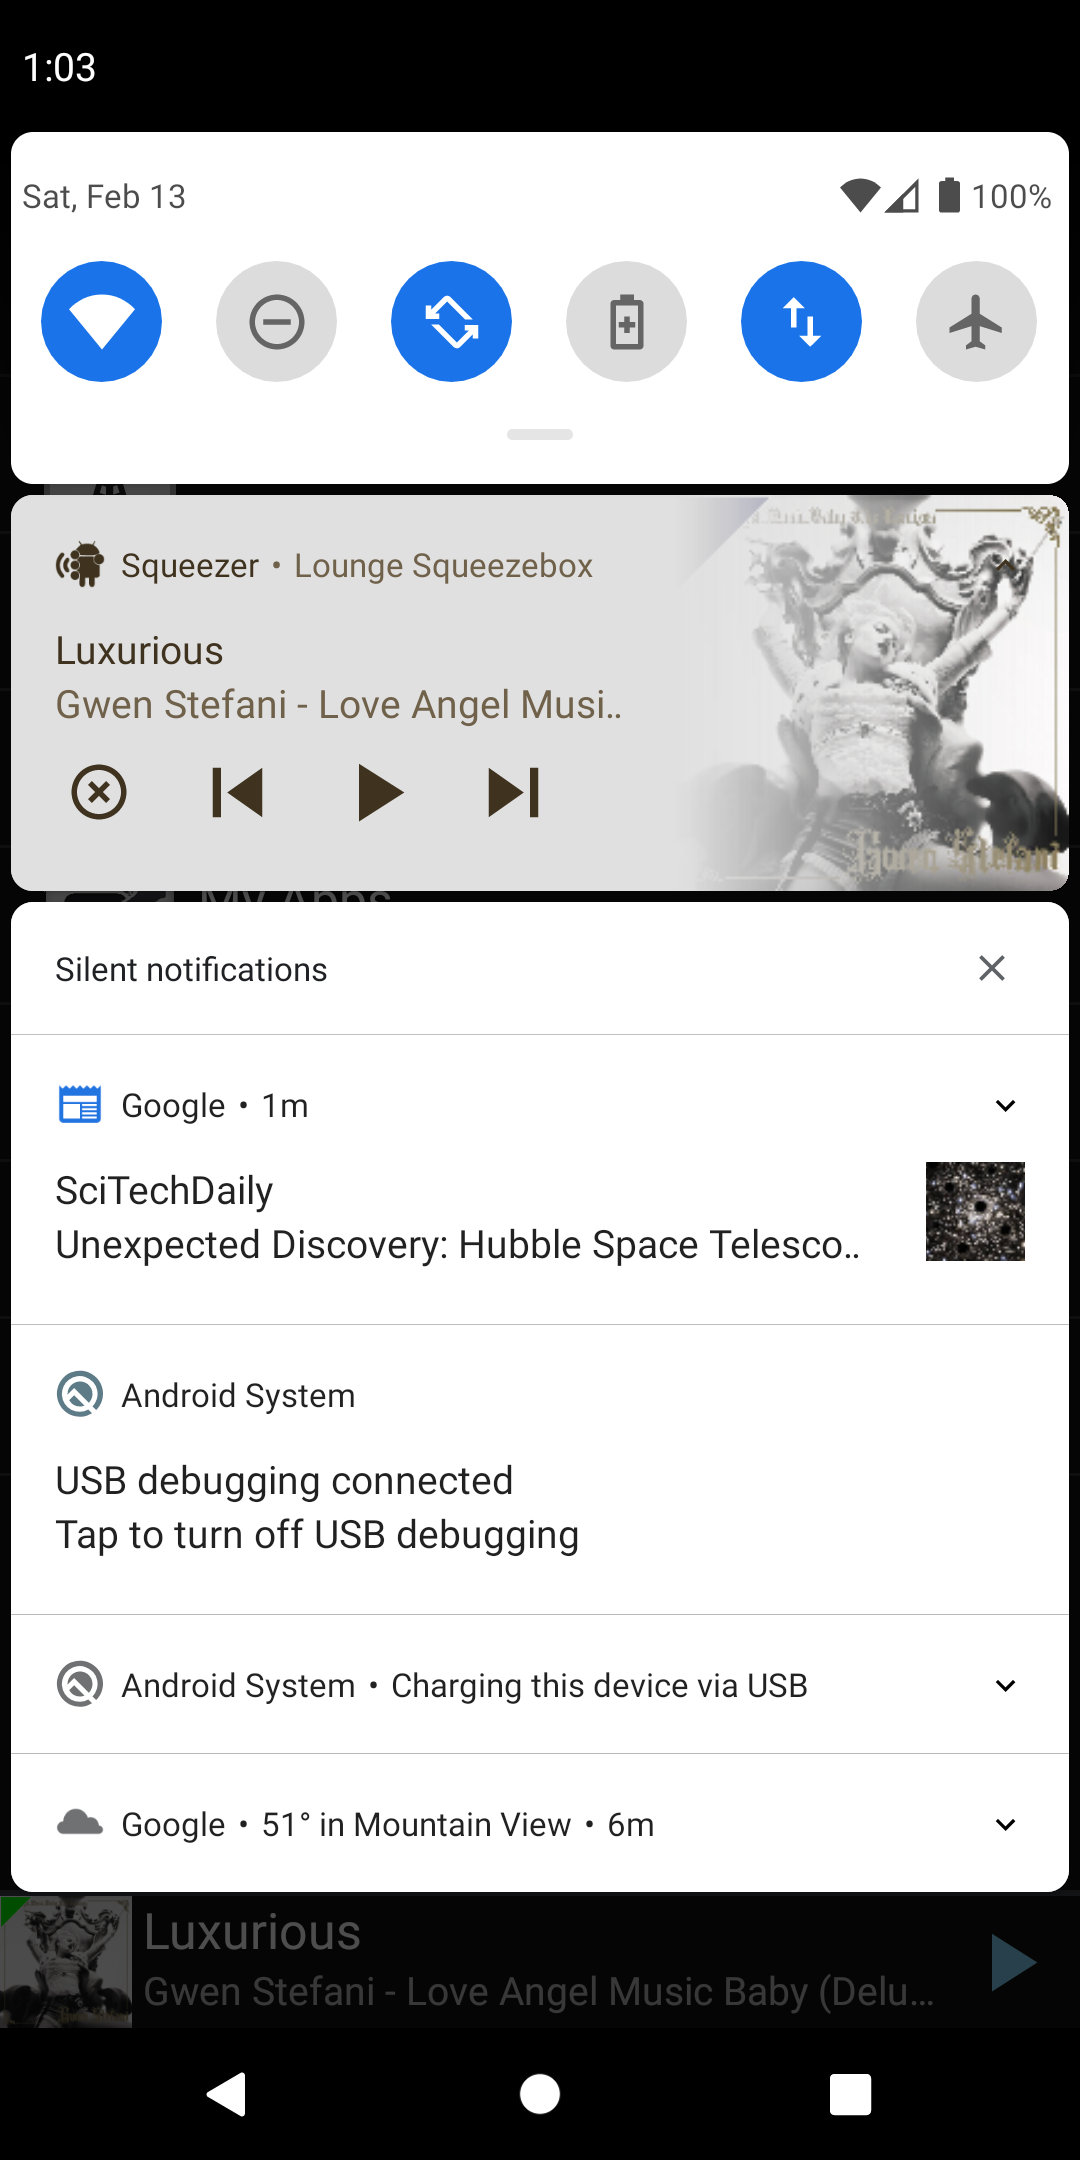 1:03
Sat, Feb 13
100%
Squeezer • Lounge Squeezebox
Luxurious
Gwen Stefani - Love Angel Musi..
Gwen Stefani
My Apps
Silent notifications
Google • 1m
SciTechDaily
Unexpected Discovery: Hubble Space Telesco..
Android System
USB debugging connected
Tap to turn off USB debugging
Android System • Charging this device via USB
Google • 51° in Mountain View • 6m
Luxurious
Gwen Stefani - Love Angel Music Baby (Delu...